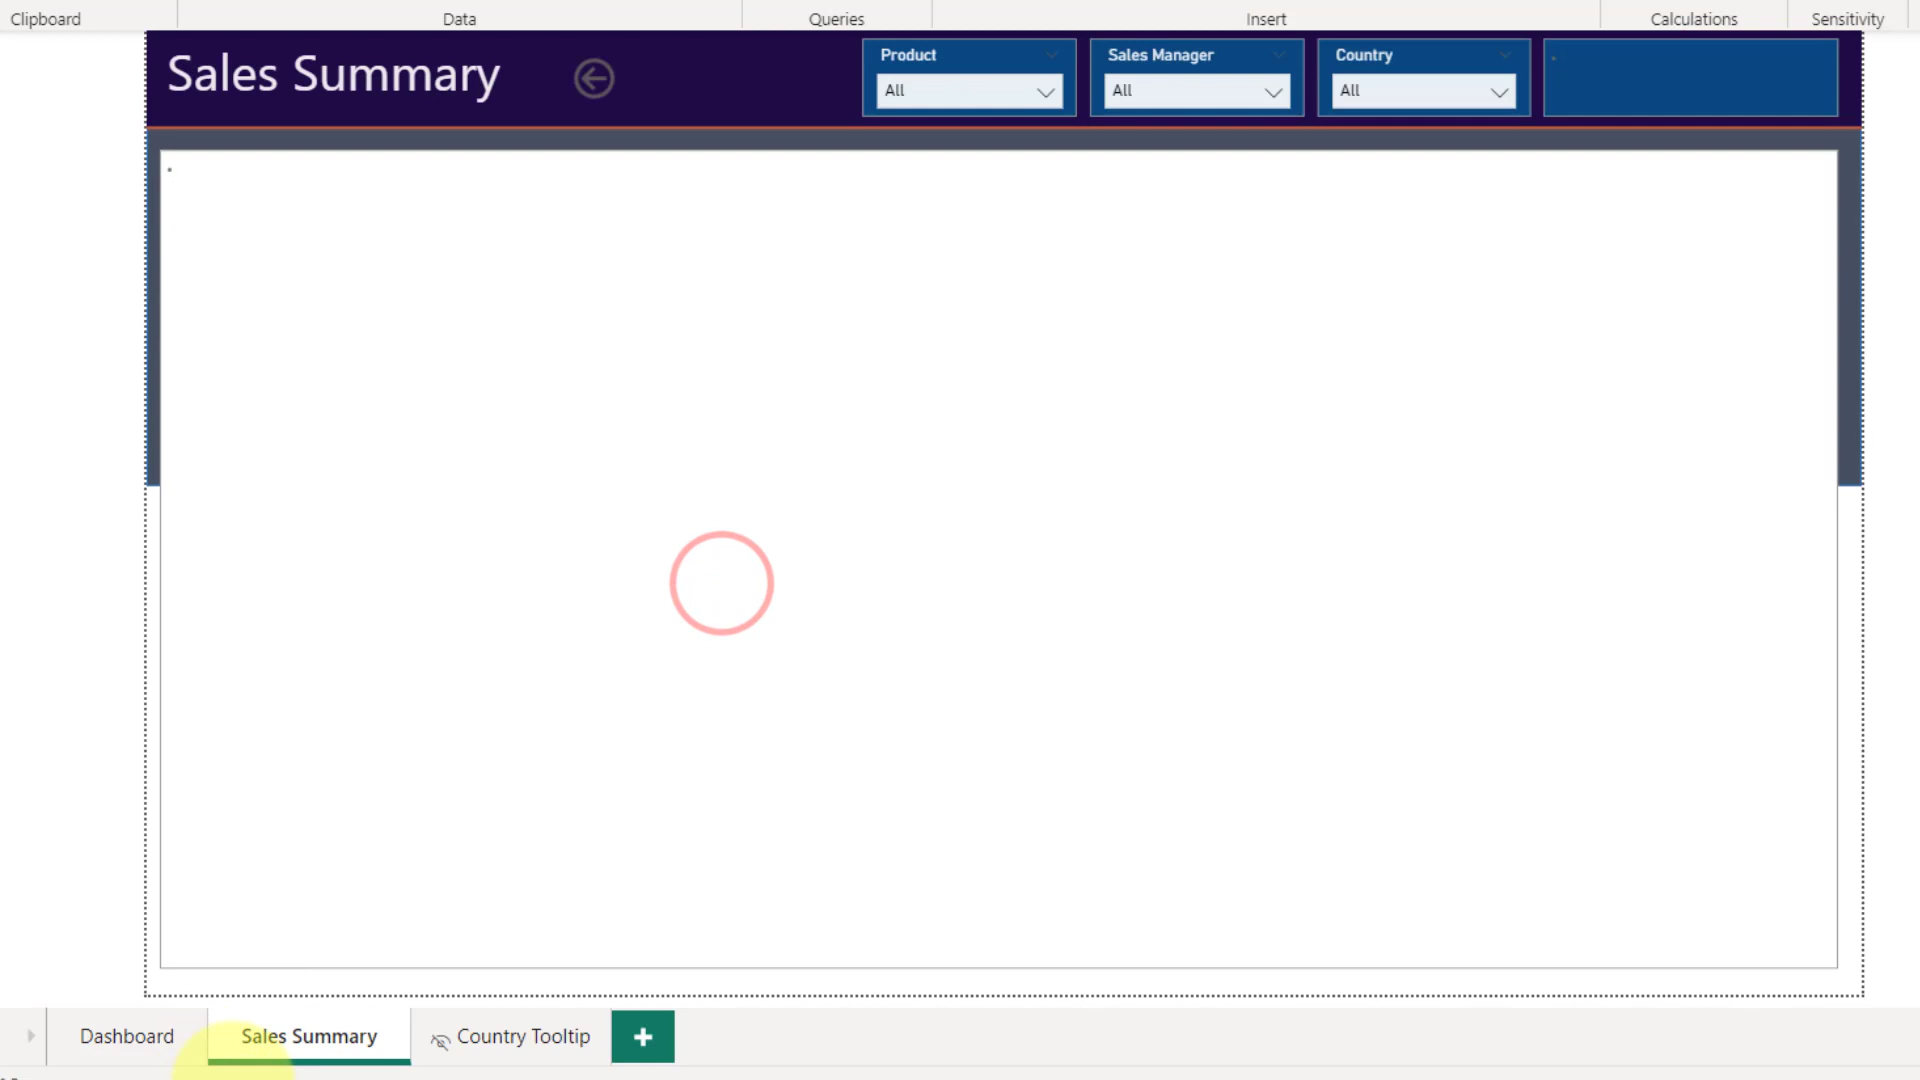 Clipboard Data Queries Insert Calculations Sensitivity
Sales Summary
Product Sales Manager Country
All All All
Dashboard Sales Summary Country Tooltip +